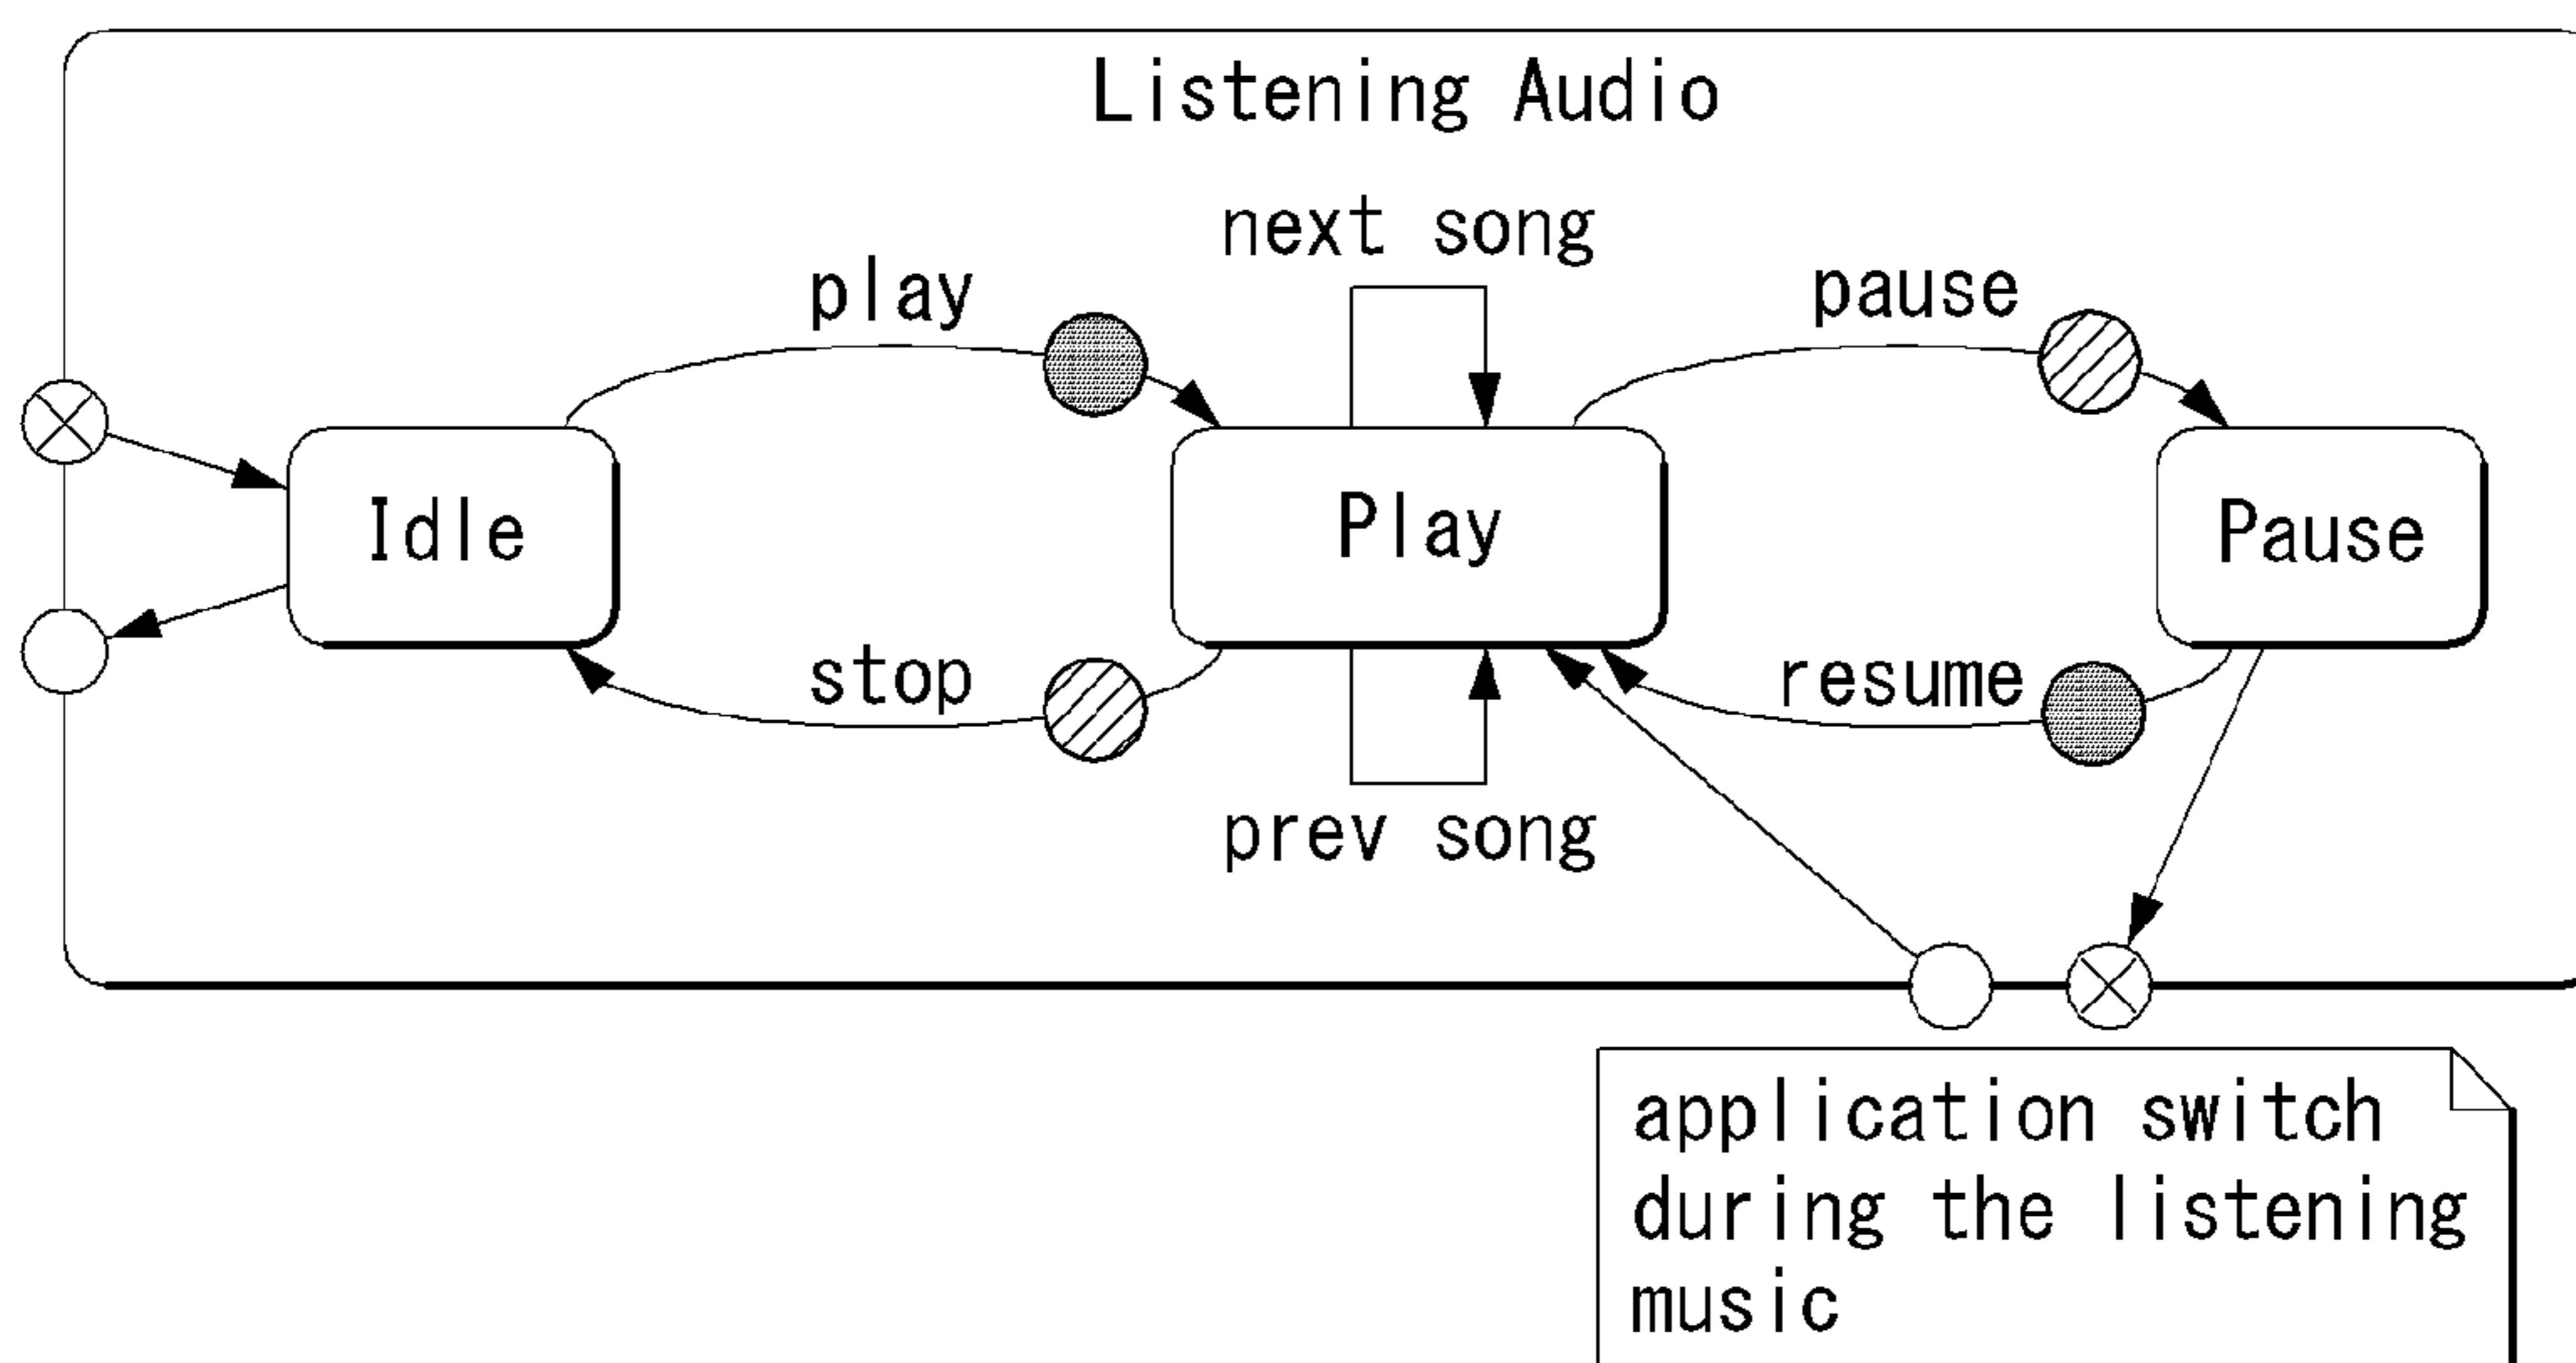 Listening Audio
next song
play
pause
Idle
Play
Pause
stop
resume
prev song
application switch
during the listening
music